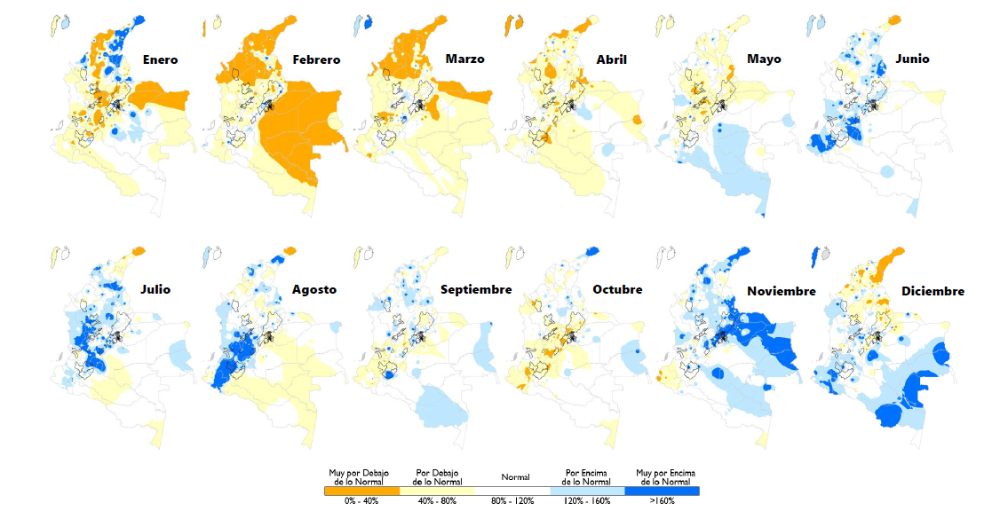 Enero
Febrero
Marzo
Abril
Mayo
Junio
Julio
Agosto
Septiembre
Octubre
Noviembre
Diciembre
Muy por Debajo
de lo Normal
Por Debajo
de lo Normal
Normal
Por Encima
de lo Normal
Muy por Encima
de lo Normal
0% - 40%
40% - 80%
80% - 120%
120% - 160%
>160%